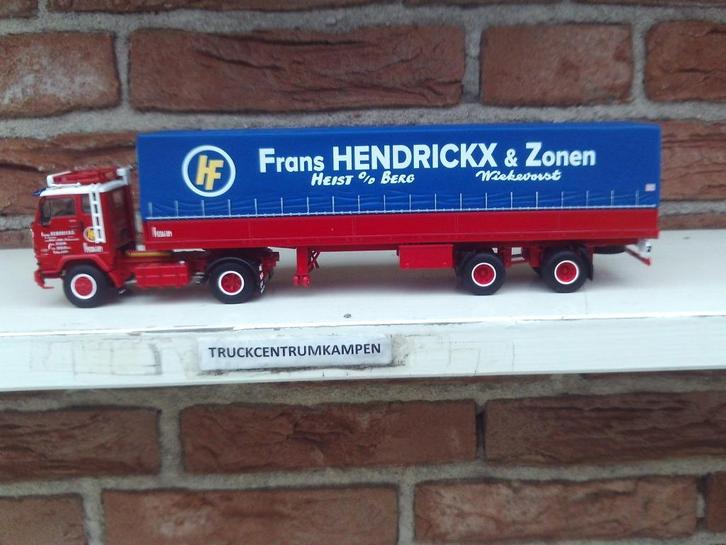 HF
Frans HENDRICKX & Zonen
HEIST o/D BERG
Wiekevorst
TRUCKCENTRUMKAMPEN